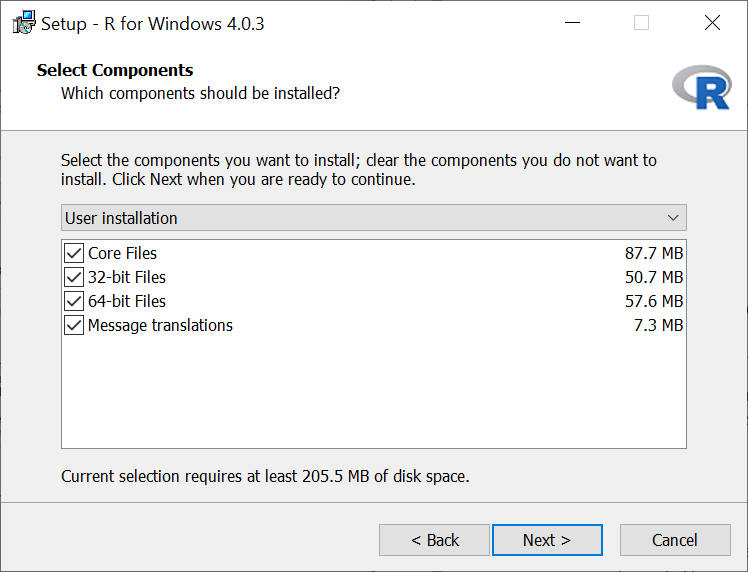 Setup - R for Windows 4.0.3
Select Components
Which components should be installed?
R
Select the components you want to install; clear the components you do not want to
install. Click Next when you are ready to continue.
User installation
Core Files 87.7 MB
32-bit Files 50.7 MB
64-bit Files 57.6 MB
Message translations 7.3 MB
Current selection requires at least 205.5 MB of disk space.
< Back Next > Cancel